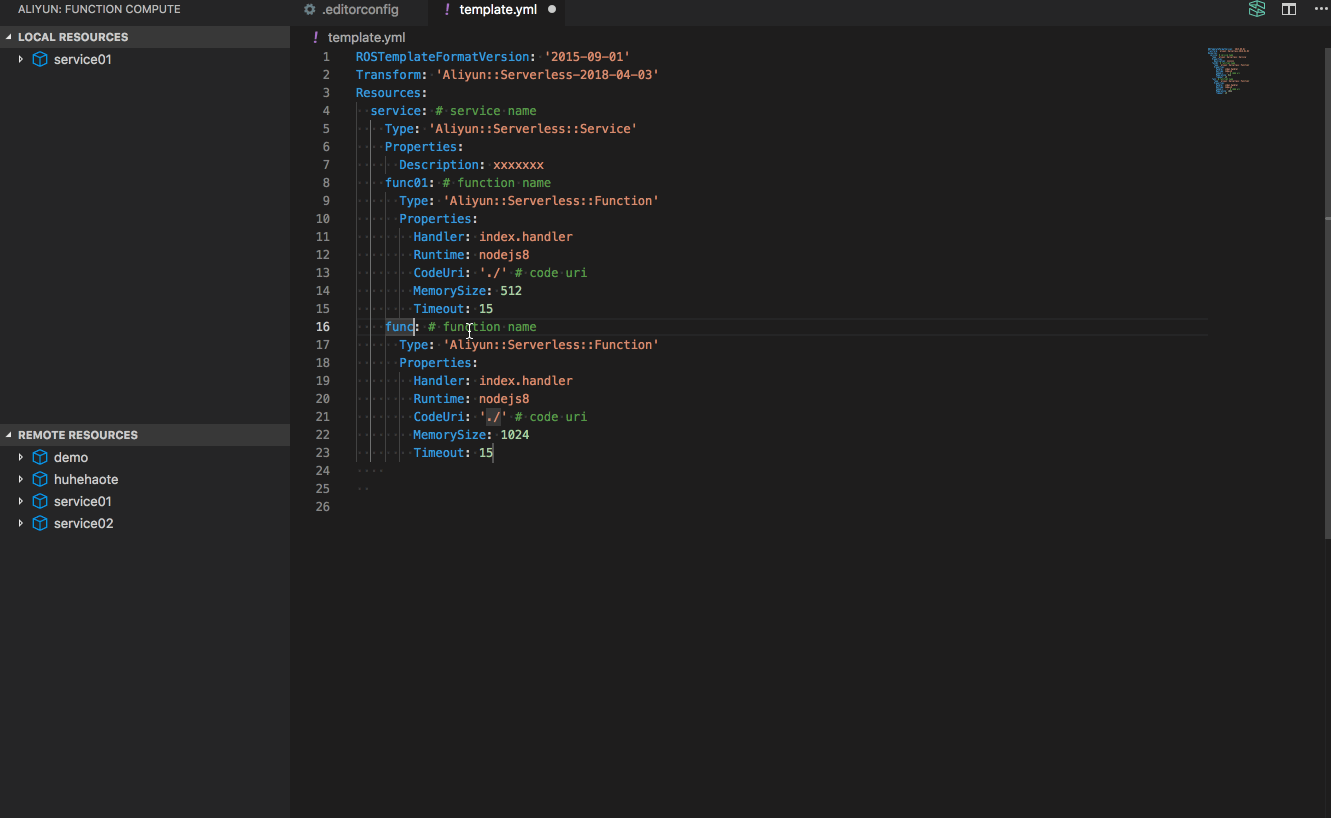 ALIYUN: FUNCTION COMPUTE
LOCAL RESOURCES
service01
REMOTE RESOURCES
demo
huhehaote
service01
service02
.editorconfig
! template.yml
! template.yml
1 ROSTemplateFormatVersion: '2015-09-01'
2 Transform: 'Aliyun::Serverless-2018-04-03'
3 Resources:
4   service: # service name
5     Type: 'Aliyun::Serverless::Service'
6     Properties:
7       Description: xxxxxxx
8     func01: # function name
9       Type: 'Aliyun::Serverless::Function'
10       Properties:
11         Handler: index.handler
12         Runtime: nodejs8
13         CodeUri: './' # code uri
14         MemorySize: 512
15         Timeout: 15
16     func: # function name
17       Type: 'Aliyun::Serverless::Function'
18       Properties:
19         Handler: index.handler
20         Runtime: nodejs8
21         CodeUri: './' # code uri
22         MemorySize: 1024
23         Timeout: 15
24
25
26